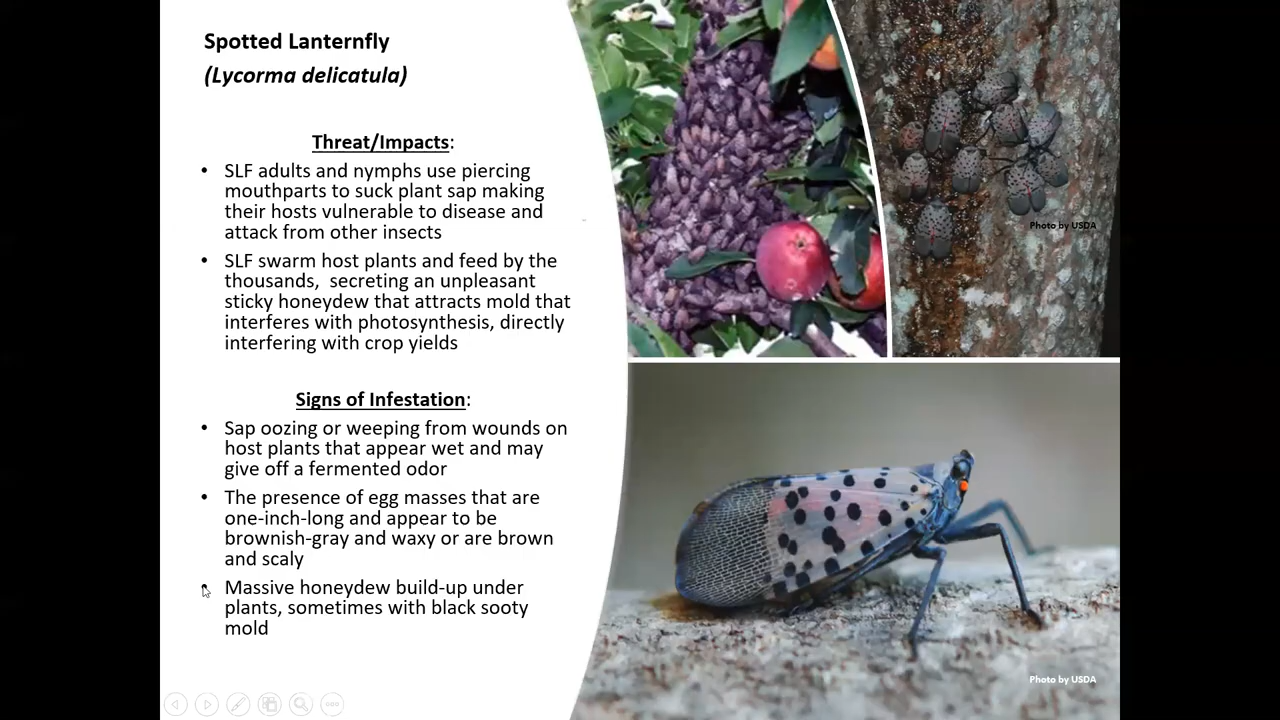 Spotted Lanternfly
(Lycorma delicatula)
Threat/Impacts:
• SLF adults and nymphs use piercing
mouthparts to suck plant sap making
their hosts vulnerable to disease and
attack from other insects
• SLF swarm host plants and feed by the
thousands, secreting an unpleasant
sticky honeydew that attracts mold that
interferes with photosynthesis, directly
interfering with crop yields
Signs of Infestation:
• Sap oozing or weeping from wounds on
host plants that appear wet and may
give off a fermented odor
• The presence of egg masses that are
one-inch-long and appear to be
brownish-gray and waxy or are brown
and scaly
• Massive honeydew build-up under
plants, sometimes with black sooty
mold
Photo by USDA
Photo by USDA